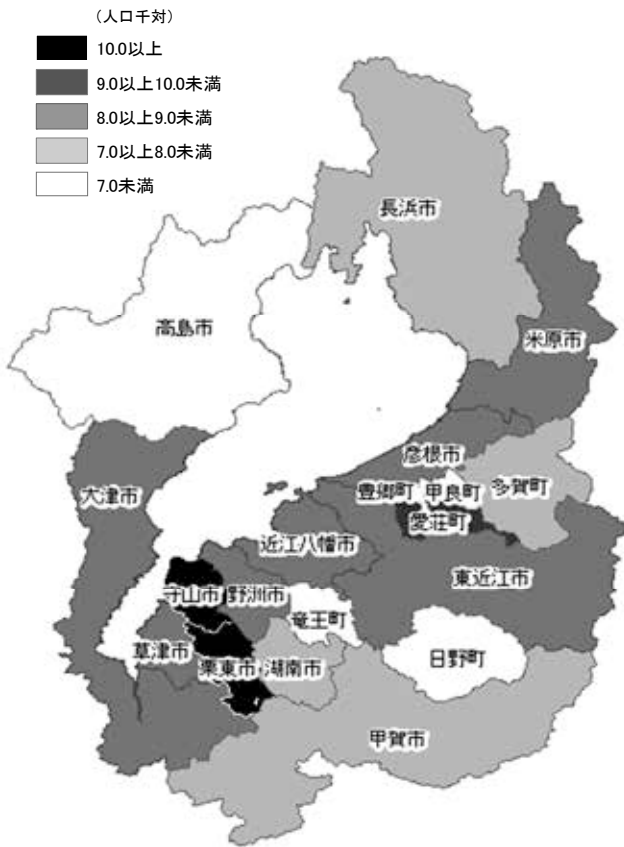 (人口千対)
10.0以上
9.0以上10.0未満
8.0以上9.0未満
7.0以上8.0未満
7.0未満
長浜市
高島市
米原市
彦根市
大津市
豊郷町
甲良町
多賀町
愛荘町
近江八幡市
東近江市
守山市
野洲市
竜王町
草津市
栗東市
湖南市
日野町
甲賀市